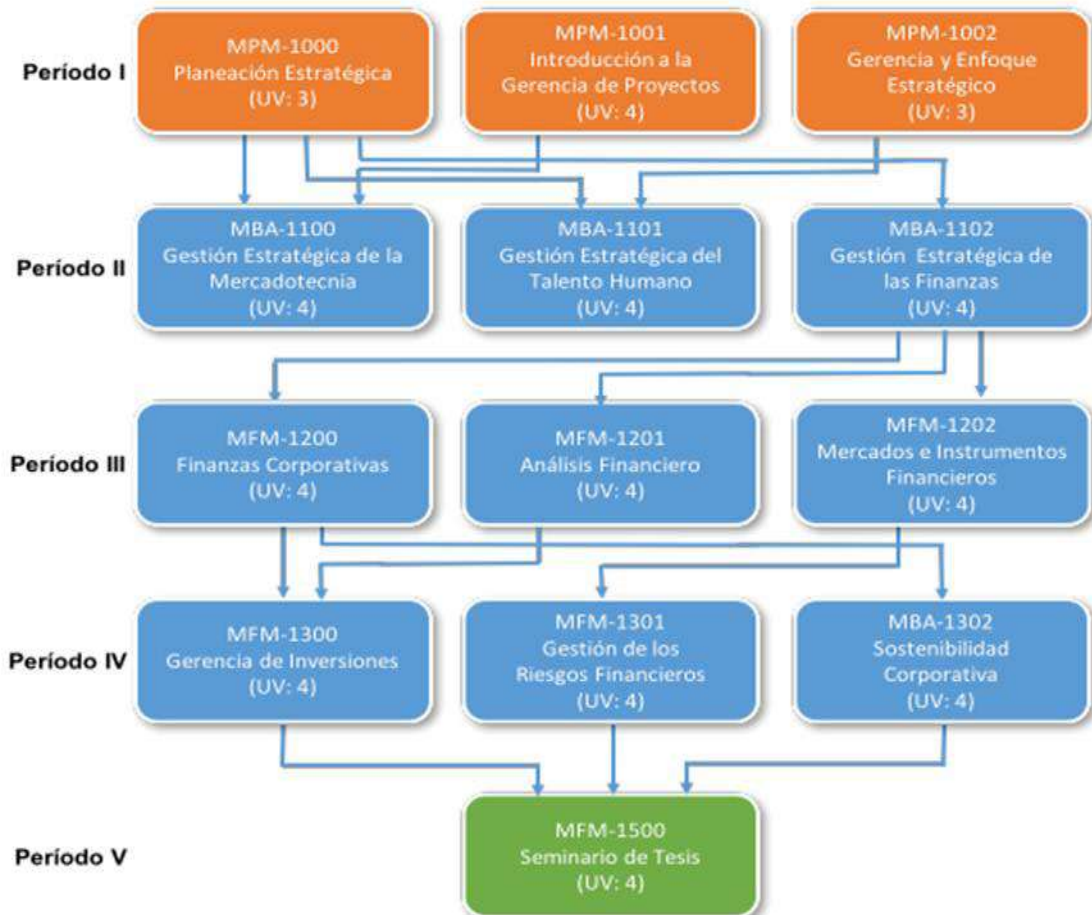 Período I
MPM-1000
Planeación Estratégica
(UV: 3)
MPM-1001
Introducción a la
Gerencia de Proyectos
(UV: 4)
MPM-1002
Gerencia y Enfoque
Estratégico
(UV: 3)
Período II
MBA-1100
Gestión Estratégica de la
Mercadotecnia
(UV: 4)
MBA-1101
Gestión Estratégica del
Talento Humano
(UV: 4)
MBA-1102
Gestión Estratégica de
las Finanzas
(UV: 4)
Período III
MFM-1200
Finanzas Corporativas
(UV: 4)
MFM-1201
Análisis Financiero
(UV: 4)
MFM-1202
Mercados e Instrumentos
Financieros
(UV: 4)
Período IV
MFM-1300
Gerencia de Inversiones
(UV: 4)
MFM-1301
Gestión de los
Riesgos Financieros
(UV: 4)
MBA-1302
Sostenibilidad
Corporativa
(UV: 4)
Período V
MFM-1500
Seminario de Tesis
(UV: 4)